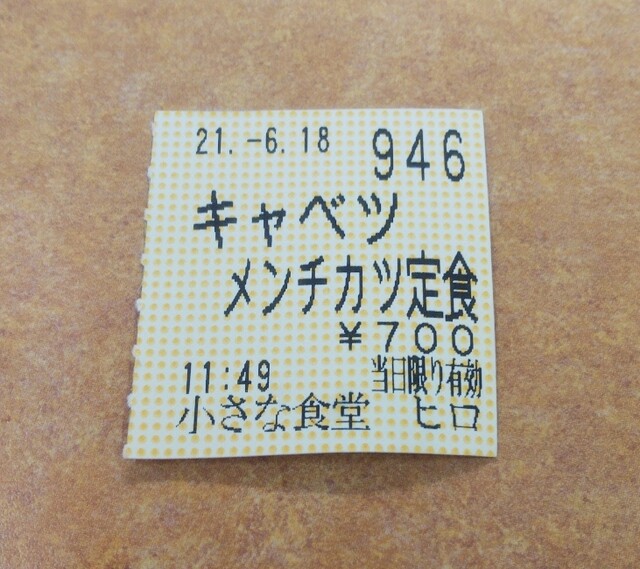 21.-6.18 946
キャベツ
メンチカツ定食
¥700
11:49 当日限り有効
小さな食堂 ヒロ